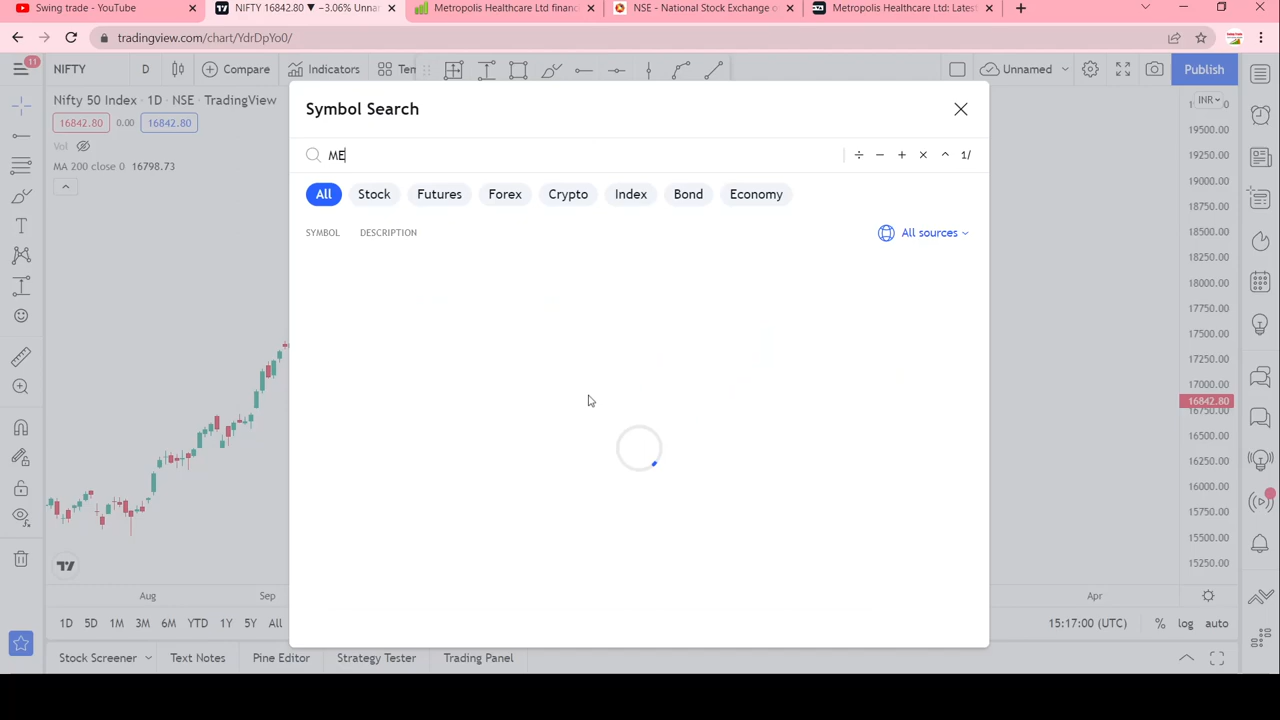 Swing trade - YouTube
NIFTY 16842.80 ▼ −3.06% Unna
Metropolis Healthcare Ltd financ
NSE - National Stock Exchange o
Metropolis Healthcare Ltd: Lates
tradingview.com/chart/YdrDpYo0/
11
NIFTY
D
Compare
Indicators
Tem
Unnamed
Publish
Nifty 50 Index · 1D · NSE · TradingView
16842.80
0.00
16842.80
Vol
MA 200 close 0
16798.73
Symbol Search
ME
÷ − + × ^ 1/
All
Stock
Futures
Forex
Crypto
Index
Bond
Economy
SYMBOL
DESCRIPTION
All sources
INR
19500.00
19250.00
19000.00
18750.00
18500.00
18250.00
18000.00
17750.00
17500.00
17250.00
17000.00
16842.80
16750.00
16500.00
16250.00
16000.00
15750.00
15500.00
15250.00
Aug
Sep
Apr
1D
5D
1M
3M
6M
YTD
1Y
5Y
All
15:17:00 (UTC)
%
log
auto
Stock Screener
Text Notes
Pine Editor
Strategy Tester
Trading Panel